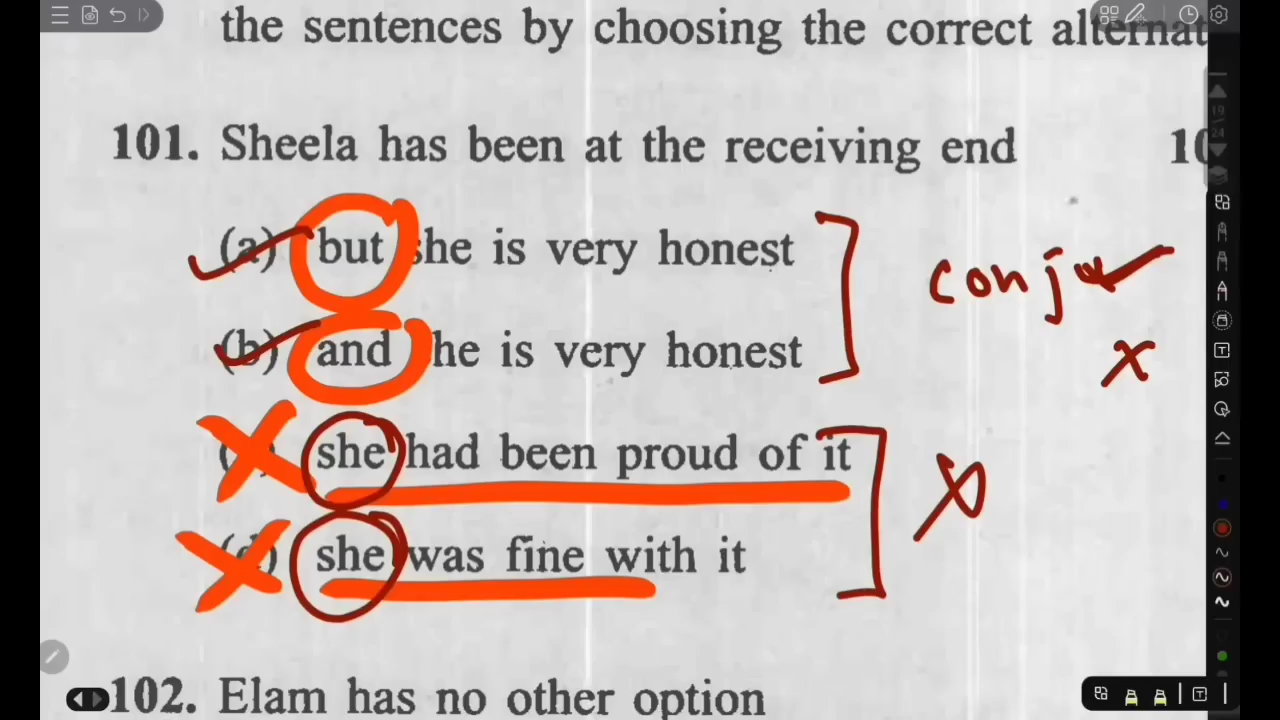 the sentences by choosing the correct alternat
101. Sheela has been at the receiving end
10
(a) but she is very honest
conj
(b) and he is very honest
she had been proud of it
(d) she was fine with it
102. Elam has no other option